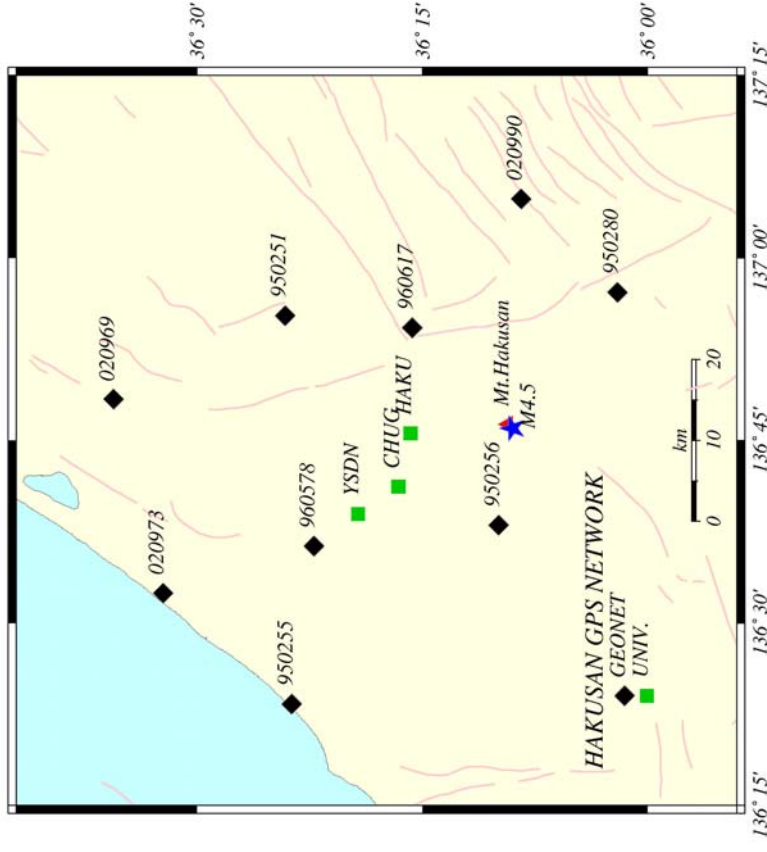 36˚ 30'
36˚ 15'
36˚ 00'
020969
950251
020990
020973
960617
950280
HAKU
CHUG
YSDN
960578
Mt.Hakusan
M4.5
950256
950255
km
0 10 20
HAKUSAN GPS NETWORK
GEONET
UNIV.
136˚ 15'
136˚ 30'
136˚ 45'
137˚ 00'
137˚ 15'